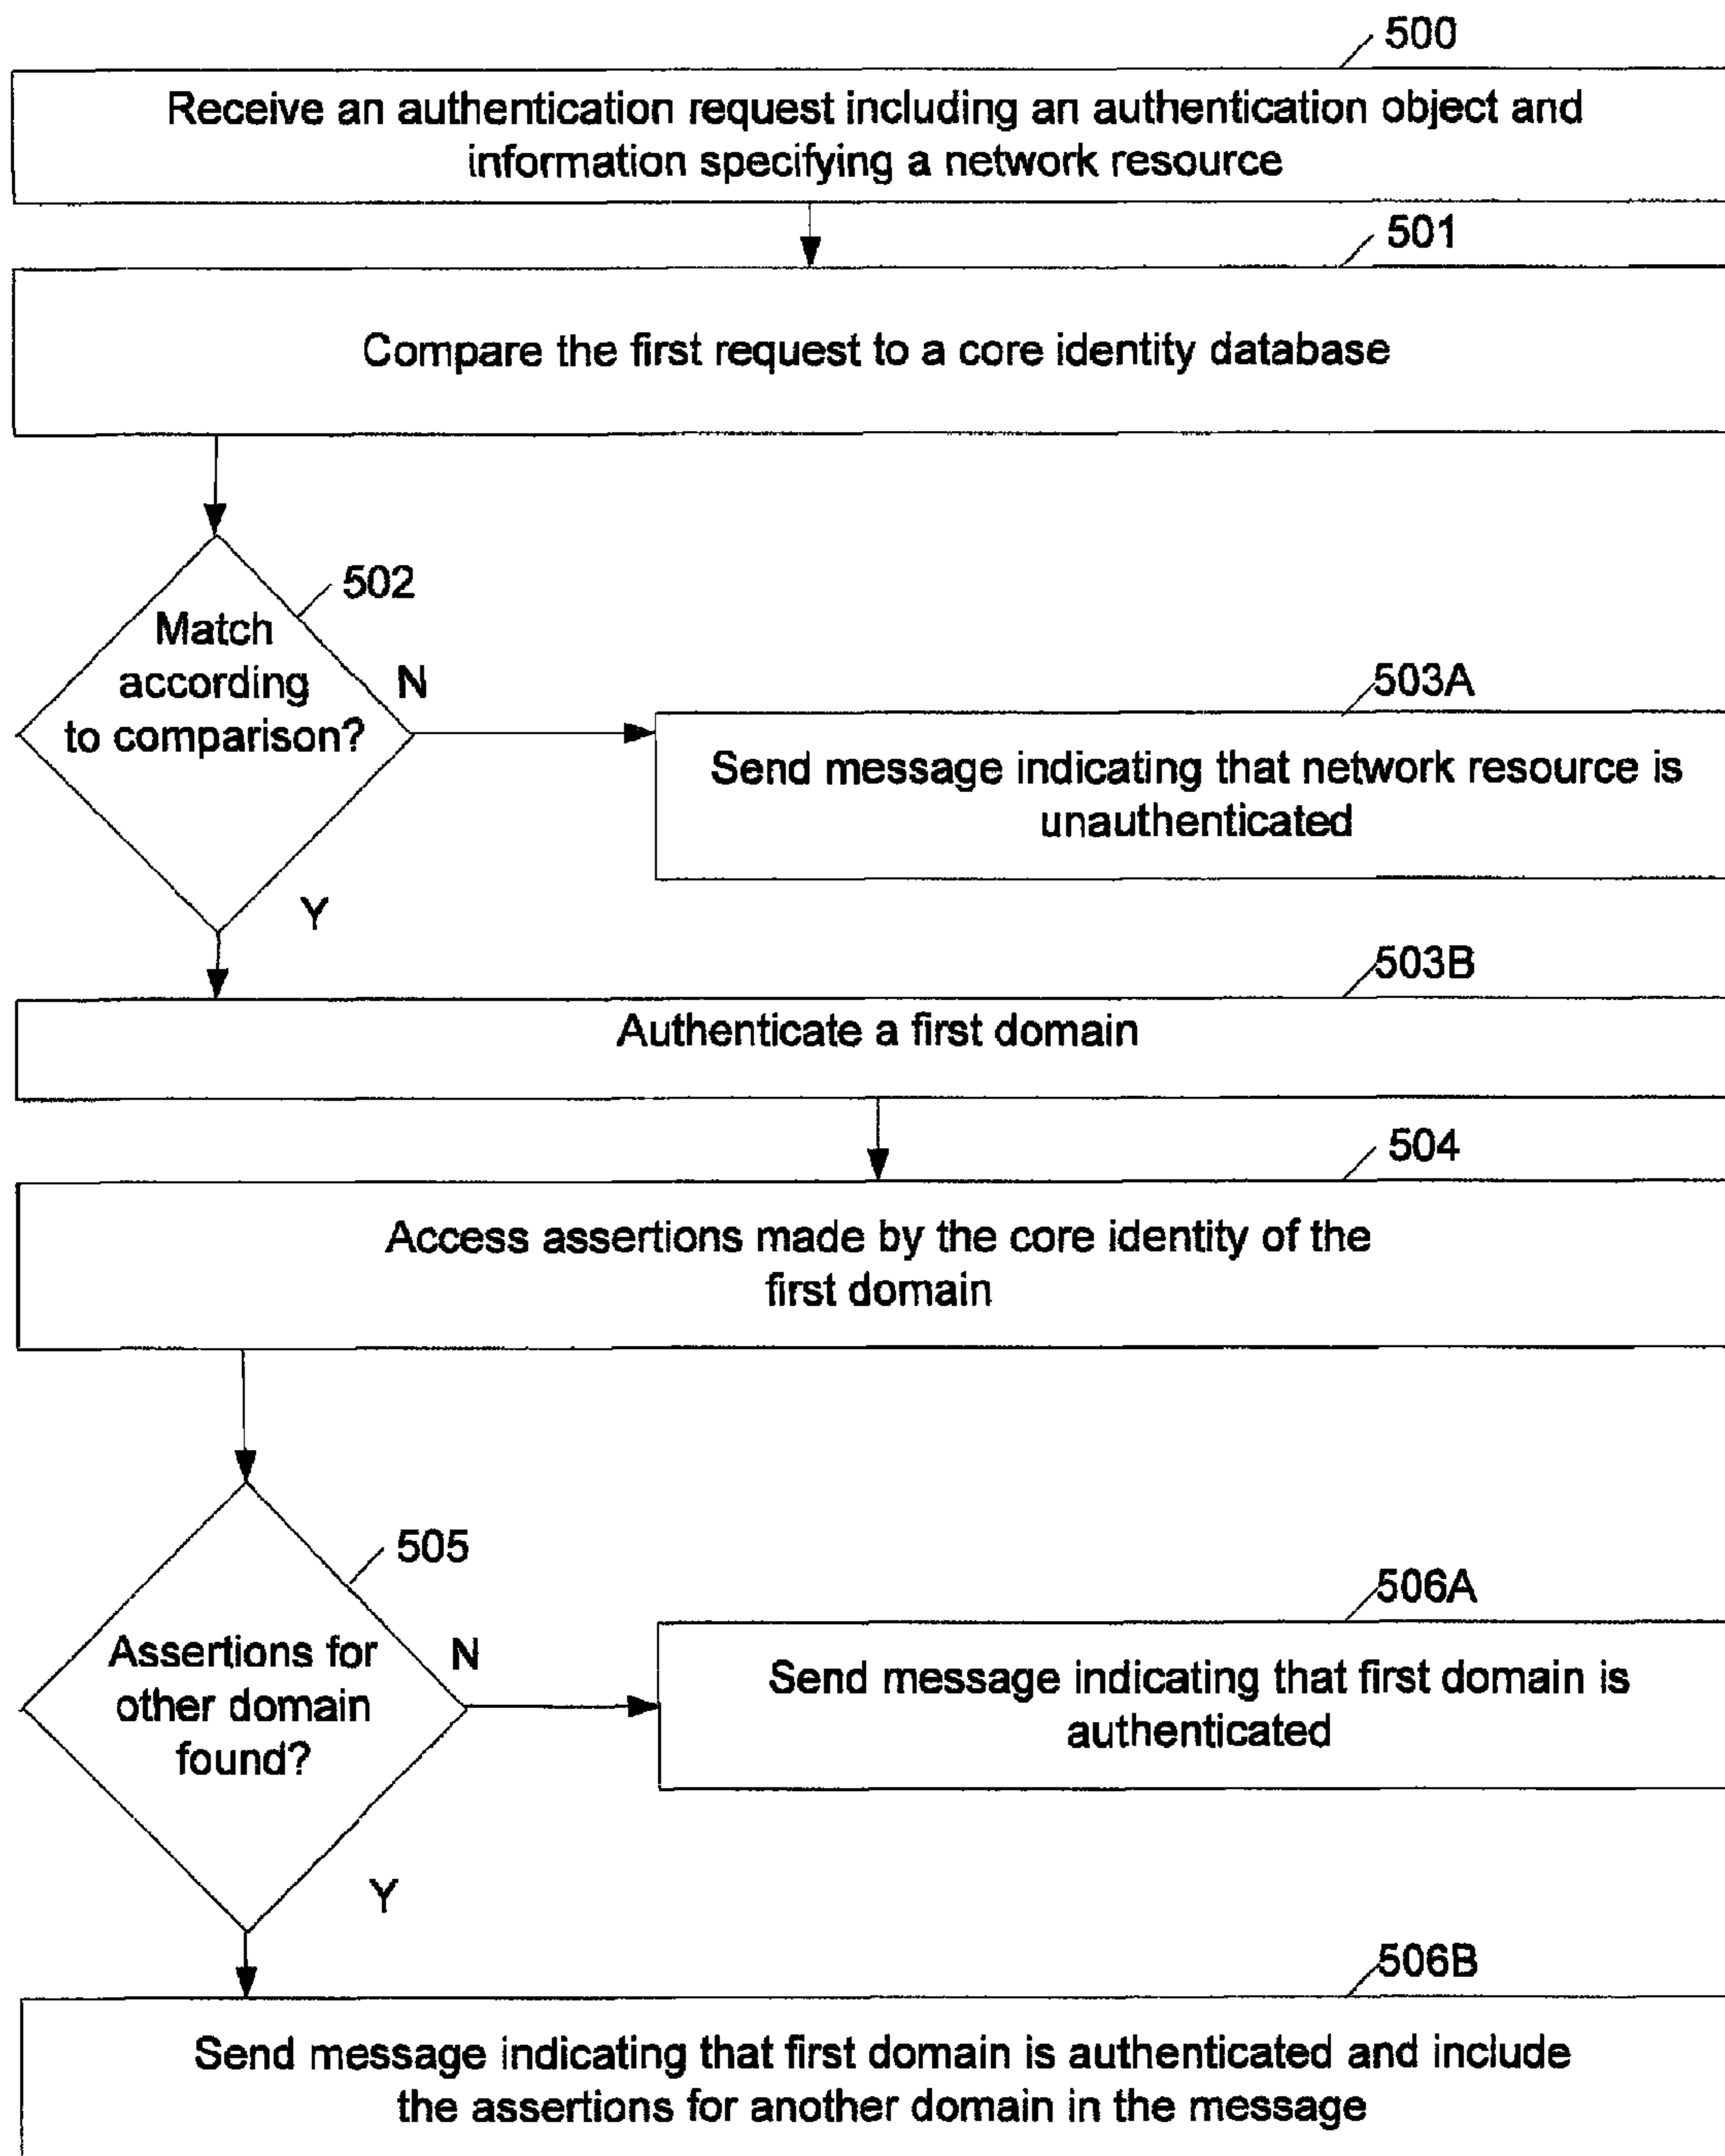 500
Receive an authentication request including an authentication object and
information specifying a network resource
501
Compare the first request to a core identity database
502
Match
according
to comparison?
N
503A
Send message indicating that network resource is
unauthenticated
Y
503B
Authenticate a first domain
504
Access assertions made by the core identity of the
first domain
505
Assertions for
other domain
found?
N
506A
Send message indicating that first domain is
authenticated
Y
506B
Send message indicating that first domain is authenticated and include
the assertions for another domain in the message